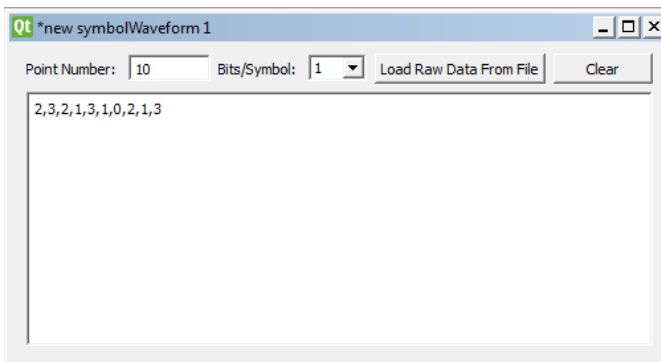 Qt *new symbolWaveform 1
Point Number: 10 Bits/Symbol: 1 Load Raw Data From File Clear
2,3,2,1,3,1,0,2,1,3